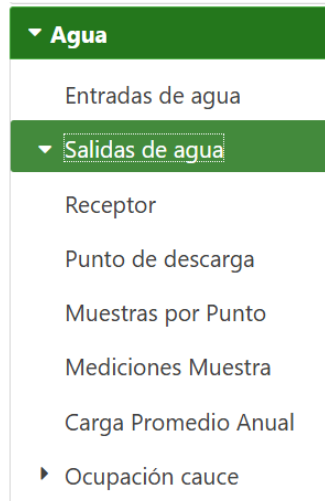 Agua
Entradas de agua
Salidas de agua
Receptor
Punto de descarga
Muestras por Punto
Mediciones Muestra
Carga Promedio Anual
Ocupación cauce